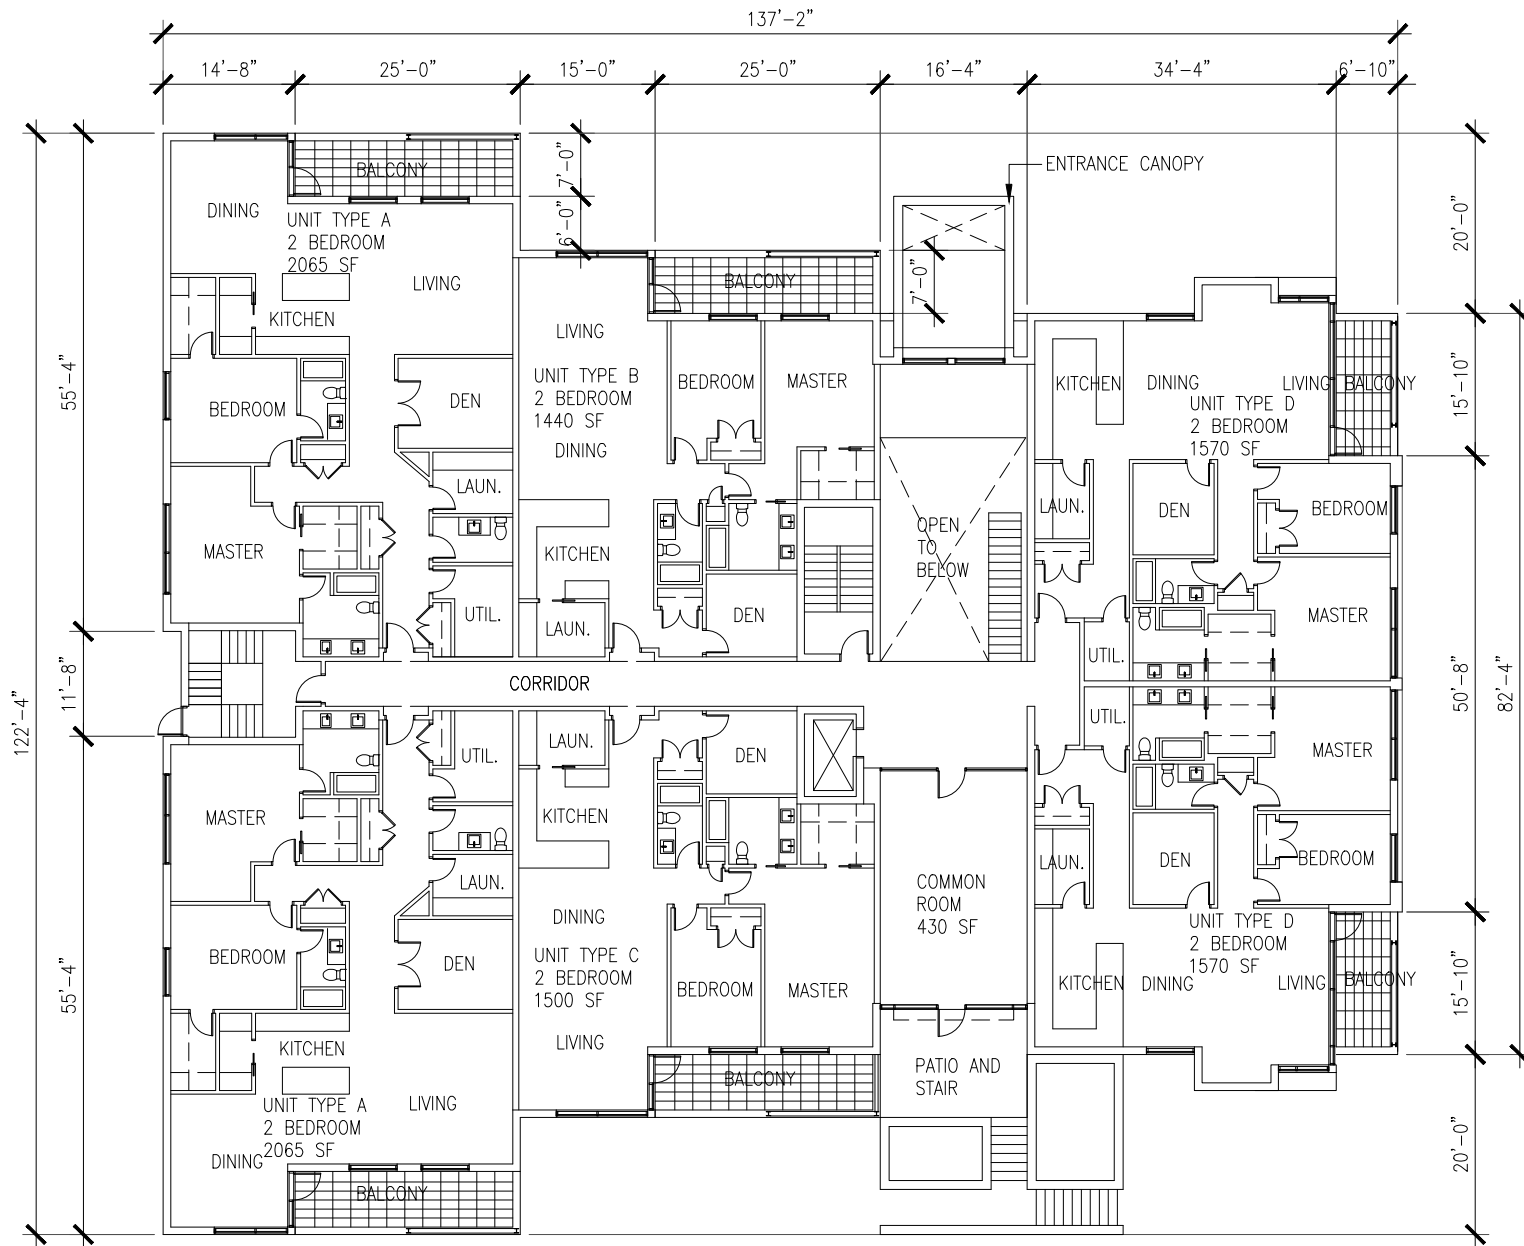 137'-2"
14'-8"
25'-0"
15'-0"
25'-0"
16'-4"
34'-4"
6'-10"
ENTRANCE CANOPY
BALCONY
7'-0"
6'-0"
20'-0"
DINING
UNIT TYPE A
2 BEDROOM
2065 SF
LIVING
KITCHEN
BALCONY
7'-0"
LIVING
UNIT TYPE B
2 BEDROOM
1440 SF
DINING
BEDROOM
MASTER
55'-4"
BEDROOM
DEN
KITCHEN
DINING
LIVING
BALCONY
UNIT TYPE D
2 BEDROOM
1570 SF
15'-10"
LAUN.
MASTER
UTIL.
KITCHEN
LAUN.
DEN
OPEN
TO
BELOW
LAUN.
DEN
BEDROOM
MASTER
UTIL.
CORRIDOR
11'-8"
122'-4"
50'-8"
82'-4"
UTIL.
LAUN.
DEN
UTIL.
MASTER
MASTER
KITCHEN
LAUN.
DEN
BEDROOM
LAUN.
DEN
BEDROOM
DINING
UNIT TYPE C
2 BEDROOM
1500 SF
LIVING
BEDROOM
MASTER
COMMON
ROOM
430 SF
UNIT TYPE D
2 BEDROOM
1570 SF
KITCHEN
DINING
LIVING
BALCONY
15'-10"
55'-4"
KITCHEN
LIVING
UNIT TYPE A
2 BEDROOM
2065 SF
DINING
BALCONY
BALCONY
PATIO AND
STAIR
20'-0"